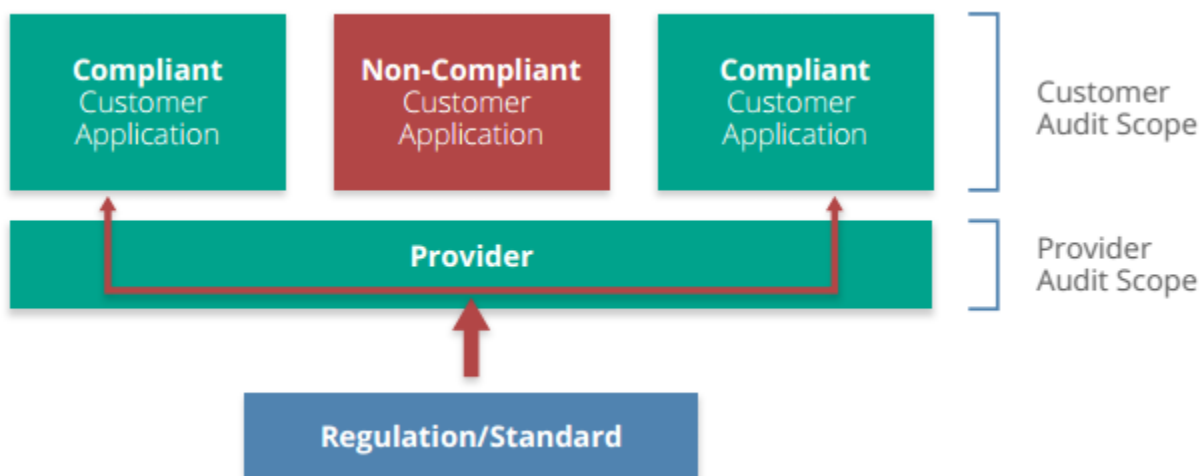 Compliant
Customer
Application
Non-Compliant
Customer
Application
Compliant
Customer
Application
Customer
Audit Scope
Provider
Provider
Audit Scope
Regulation/Standard